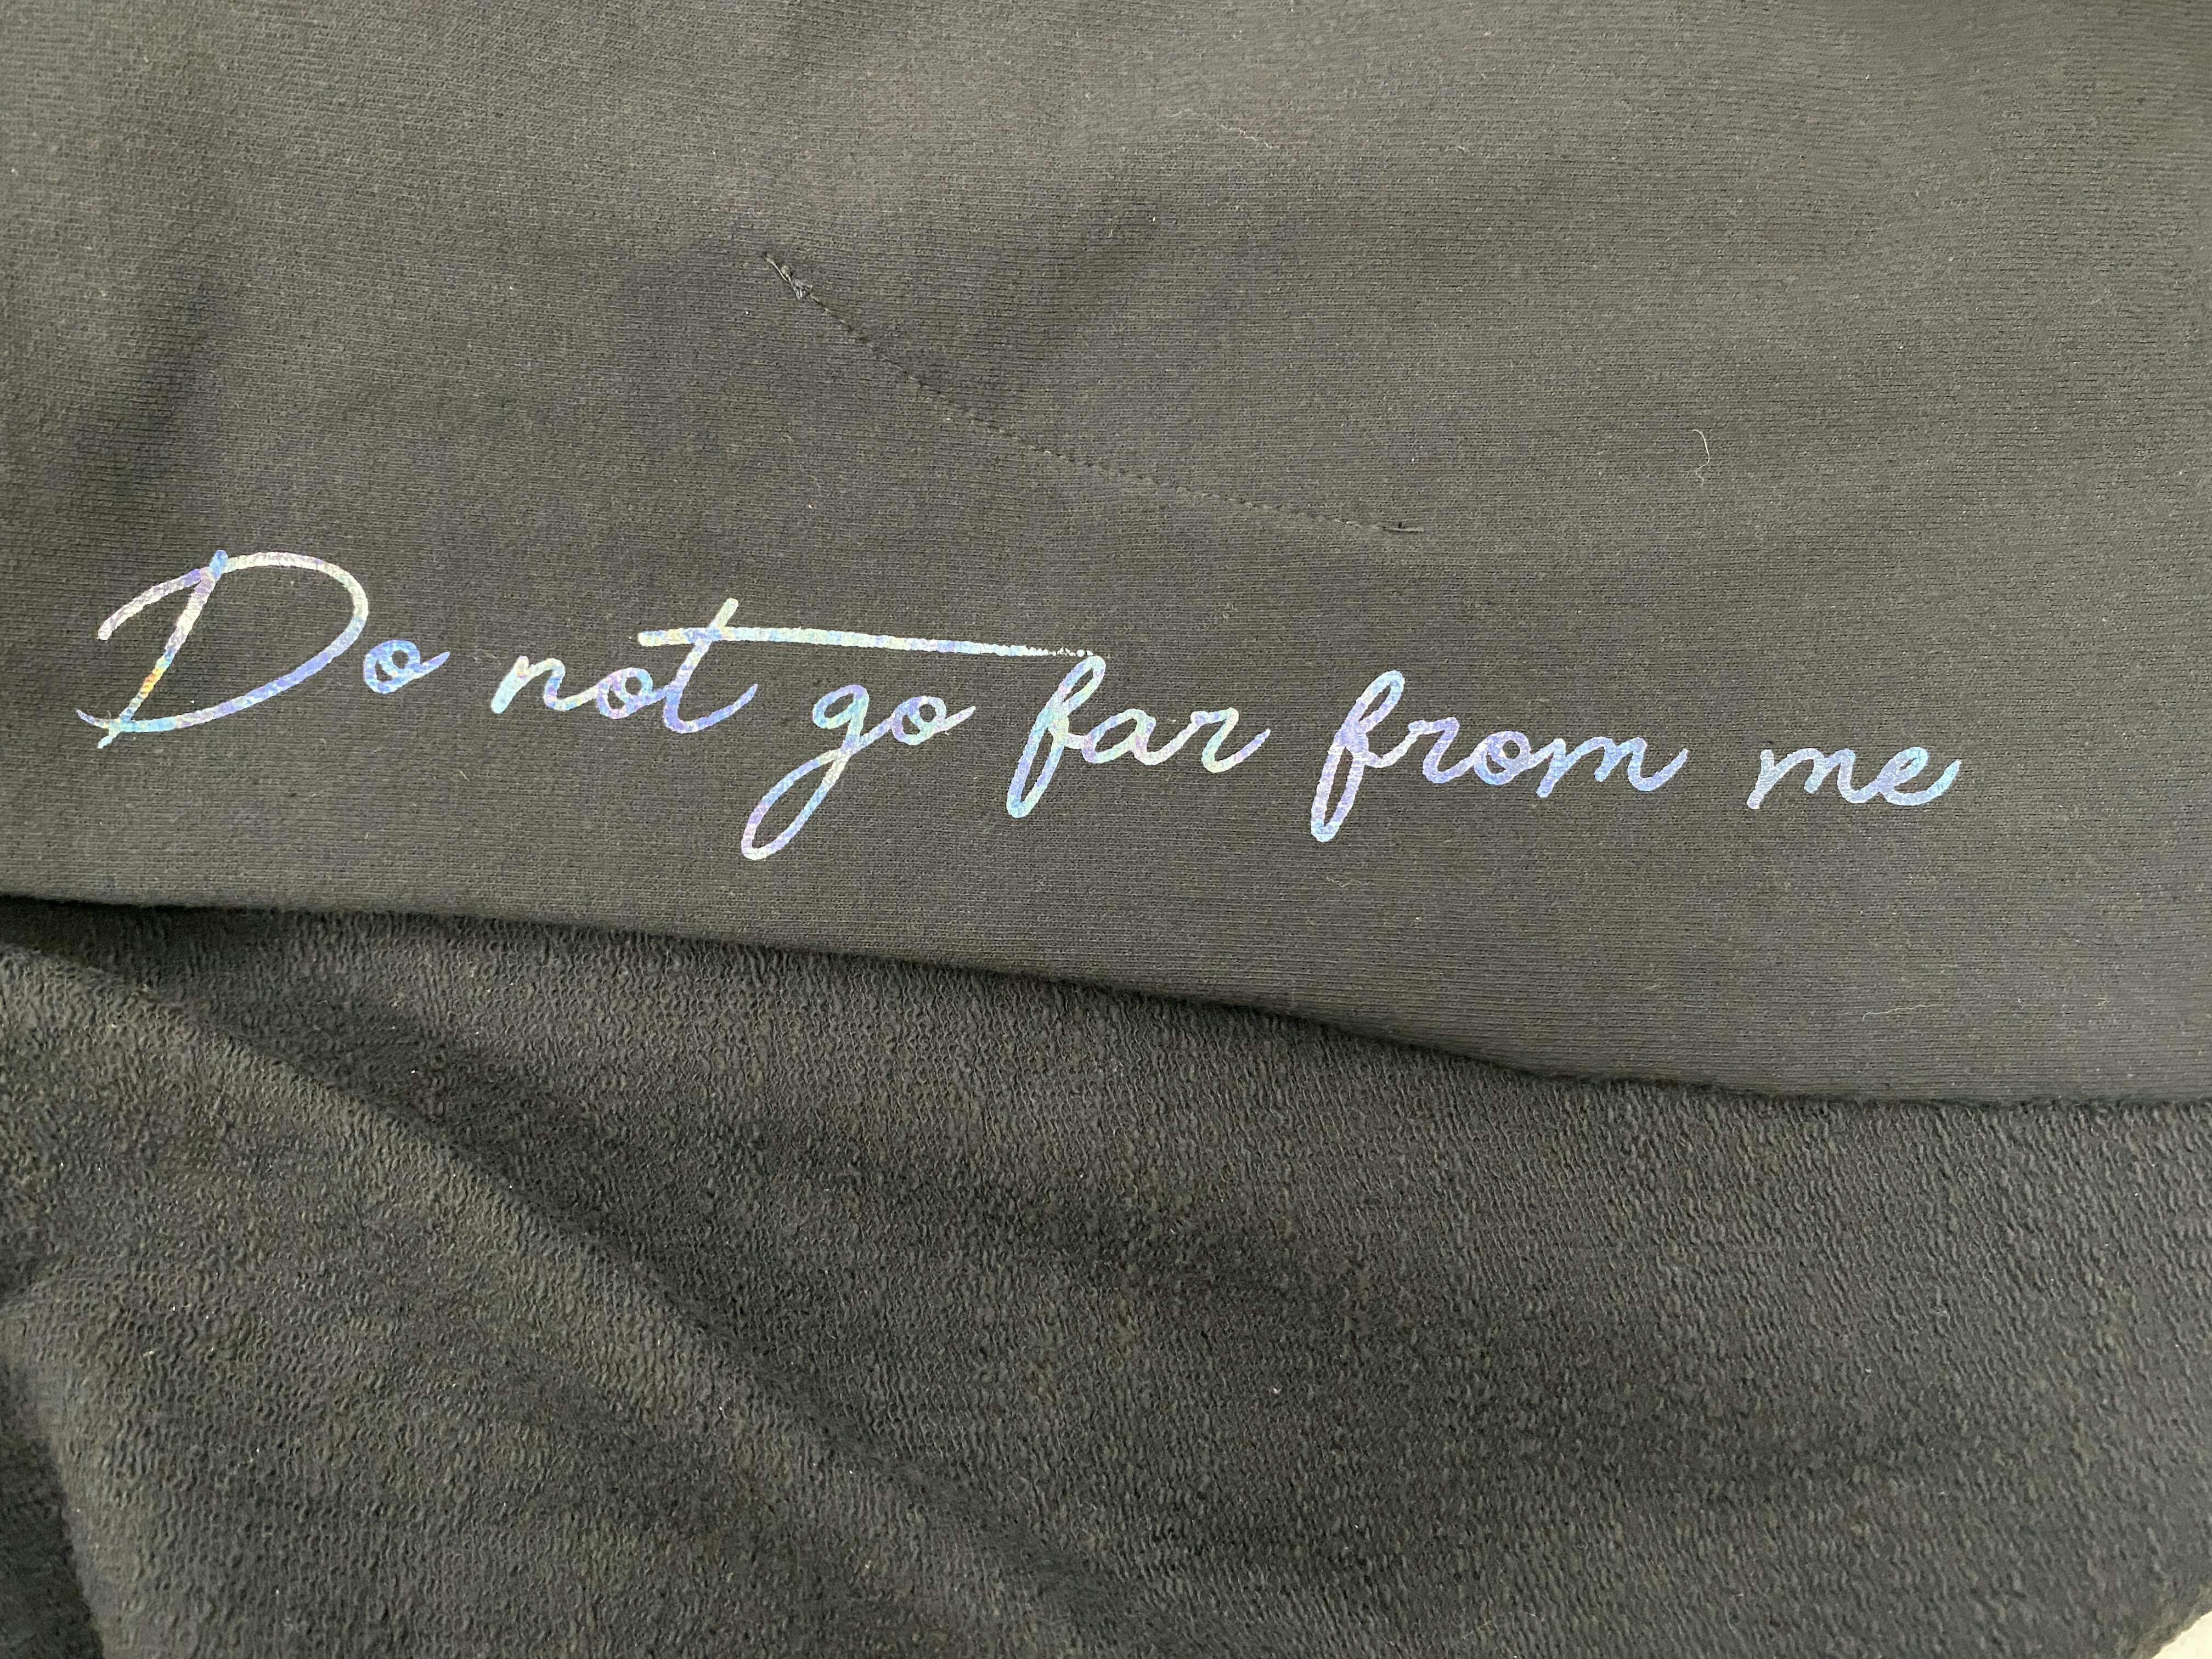 Do not go far from me